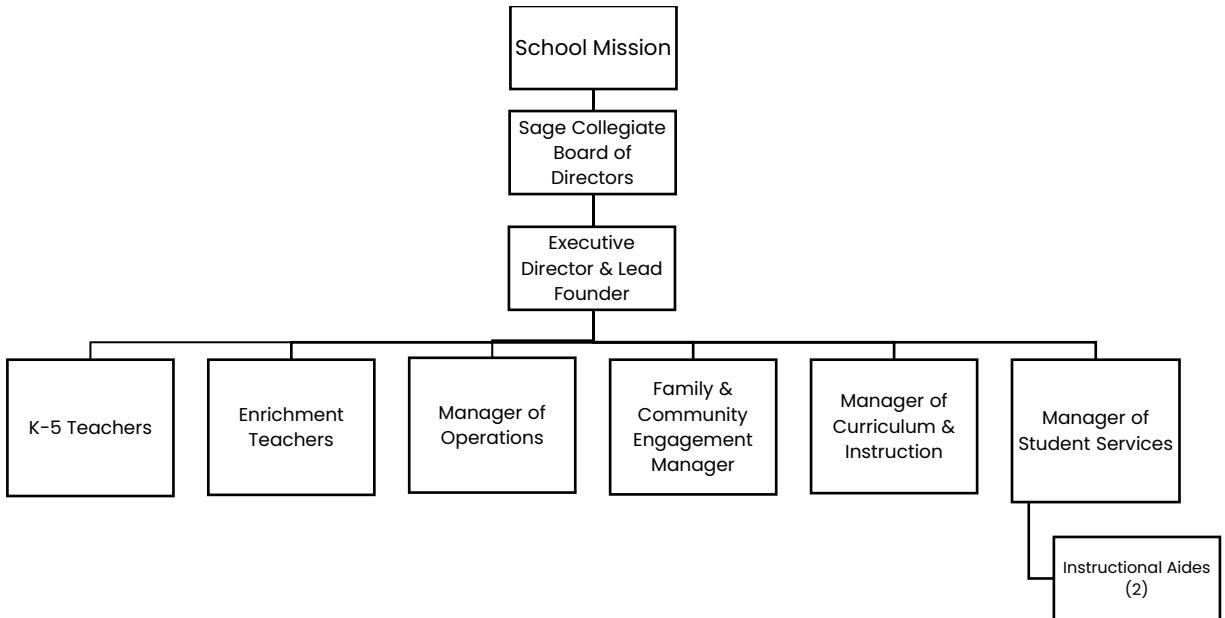 School Mission
Sage Collegiate
Board of
Directors
Executive
Director & Lead
Founder
K-5 Teachers
Enrichment
Teachers
Manager of
Operations
Family &
Community
Engagement
Manager
Manager of
Curriculum &
Instruction
Manager of
Student Services
Instructional Aides
(2)